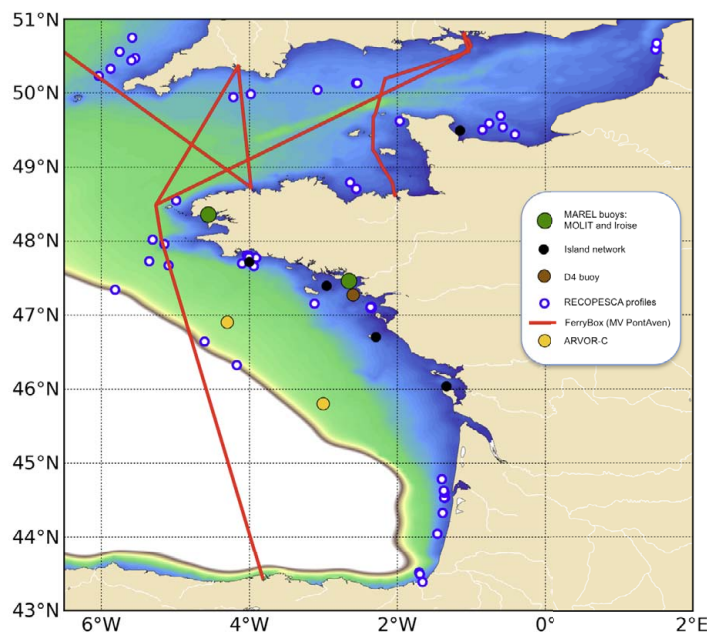 51°N
50°N
49°N
48°N
47°N
46°N
45°N
44°N
43°N
6°W
4°W
2°W
0°
2°E
MAREL buoys:
MOLIT and Iroise
Island network
D4 buoy
RECOPESCA profiles
FerryBox (MV PontAven)
ARVOR-C